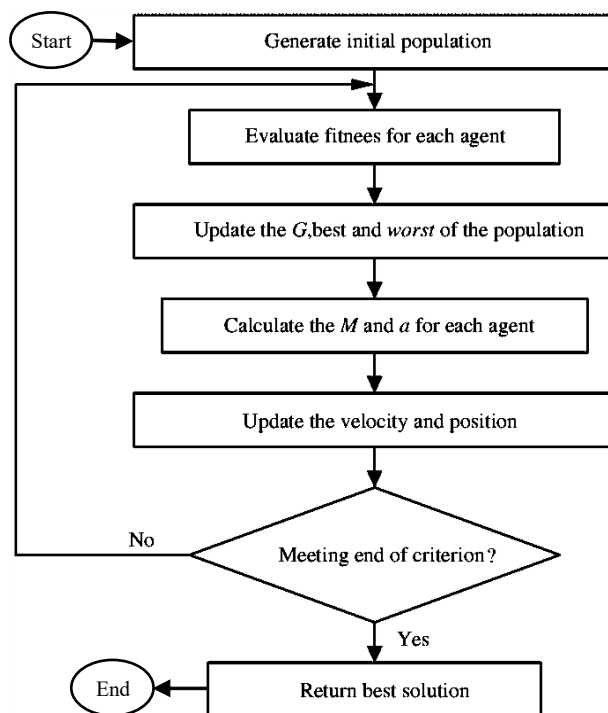 Start
Generate initial population
Evaluate fitnees for each agent
Update the G,best and worst of the population
Calculate the M and a for each agent
Update the velocity and position
No
Meeting end of criterion?
Yes
End
Return best solution